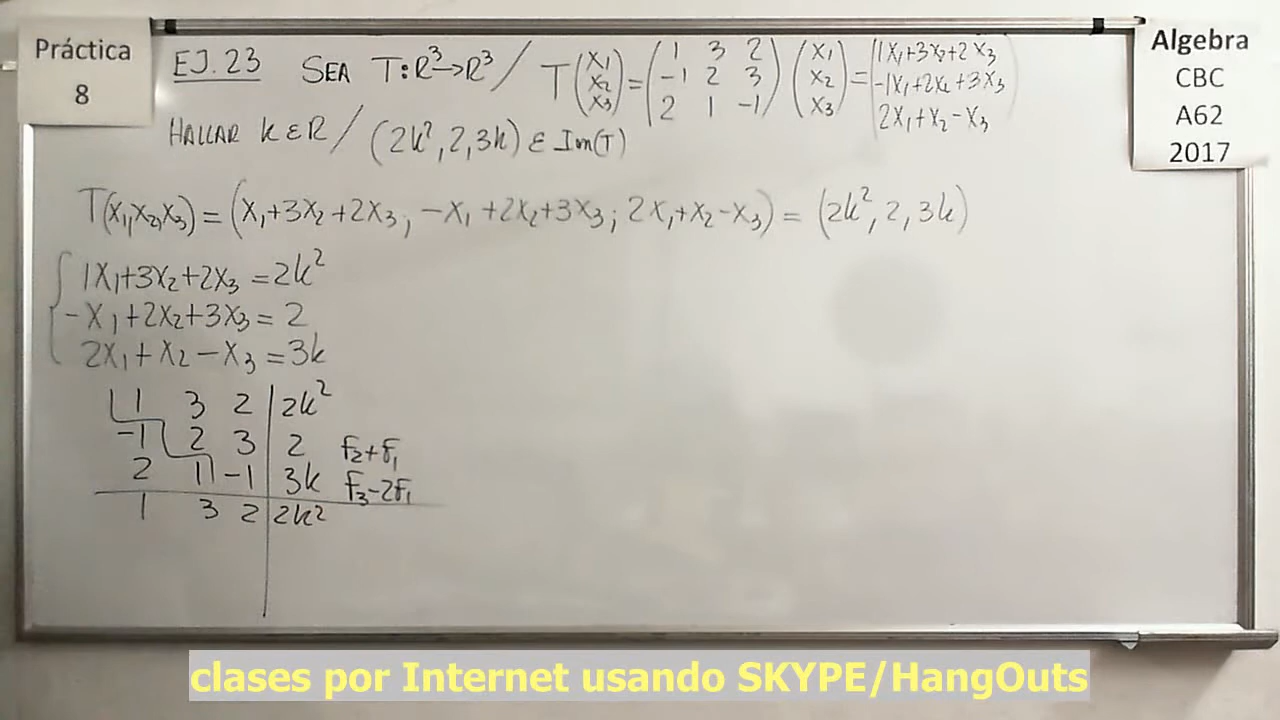 Práctica
8
EJ. 23 SEA T: R³→R³ / T(x₁ x₂ x₃) = (1 3 2 / -1 2 3 / 2 1 -1) (x₁ x₂ x₃) = (1x₁+3x₂+2x₃ / -1x₁+2x₂+3x₃ / 2x₁+x₂-x₃)
HALLAR K∈R / (2k², 2, 3k) ∈ Im(T)
Algebra
CBC
A62
2017
T(x₁,x₂,x₃) = (x₁+3x₂+2x₃; -x₁+2x₂+3x₃; 2x₁+x₂-x₃) = (2k², 2, 3k)
1x₁+3x₂+2x₃ = 2k²
-x₁+2x₂+3x₃ = 2
2x₁+x₂-x₃ = 3k
1 3 2 | 2k²
-1 2 3 | 2 f₂+f₁
2 1 -1 | 3k f₃-2f₁
1 3 2 | 2k²
clases por Internet usando SKYPE/HangOuts